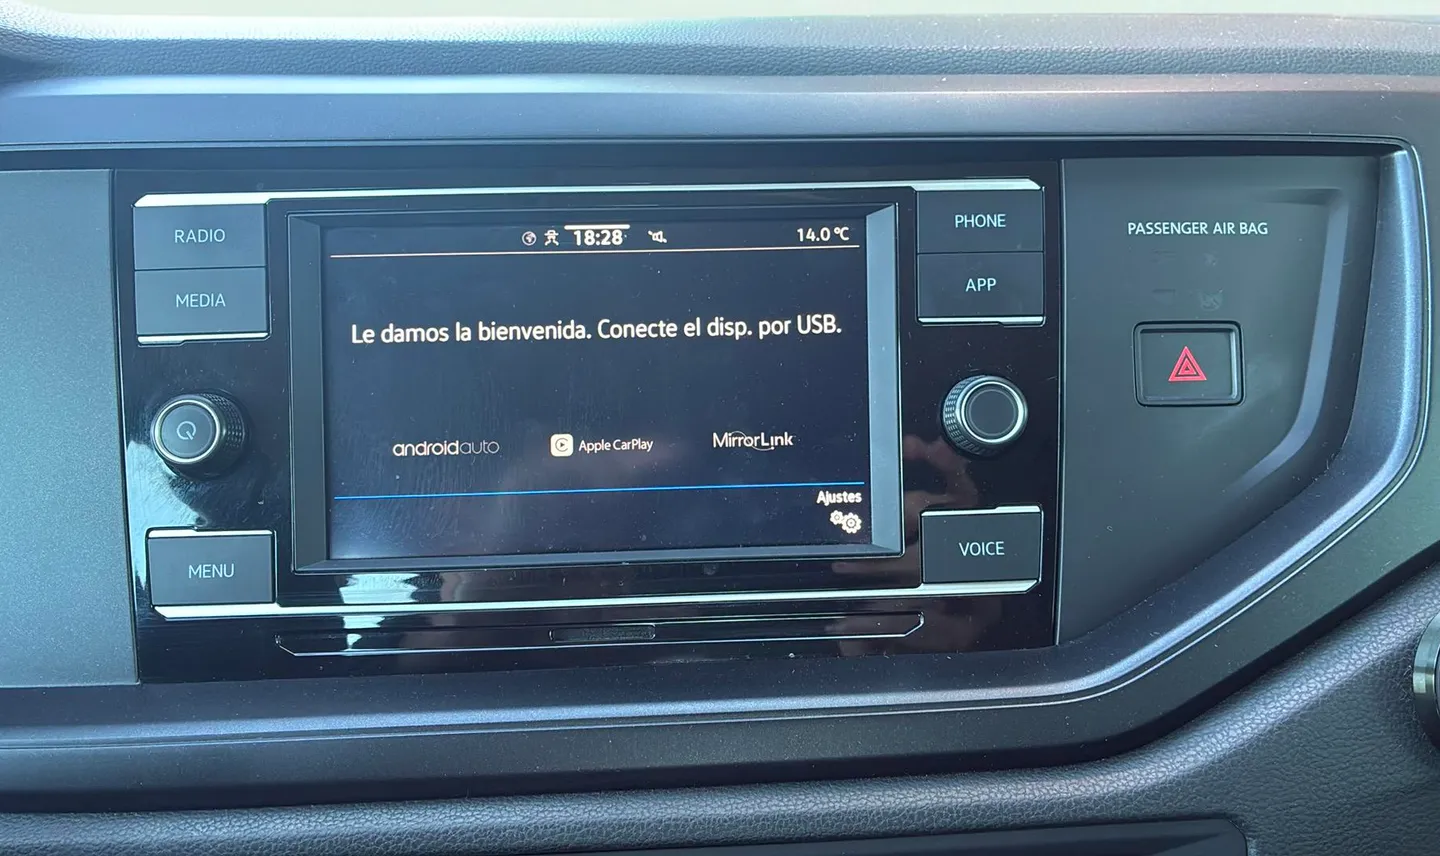 RADIO
MEDIA
MENU
18:28
14.0 °C
Le damos la bienvenida. Conecte el disp. por USB.
androidauto
Apple CarPlay
MirrorLink
Ajustes
PHONE
APP
VOICE
PASSENGER AIR BAG